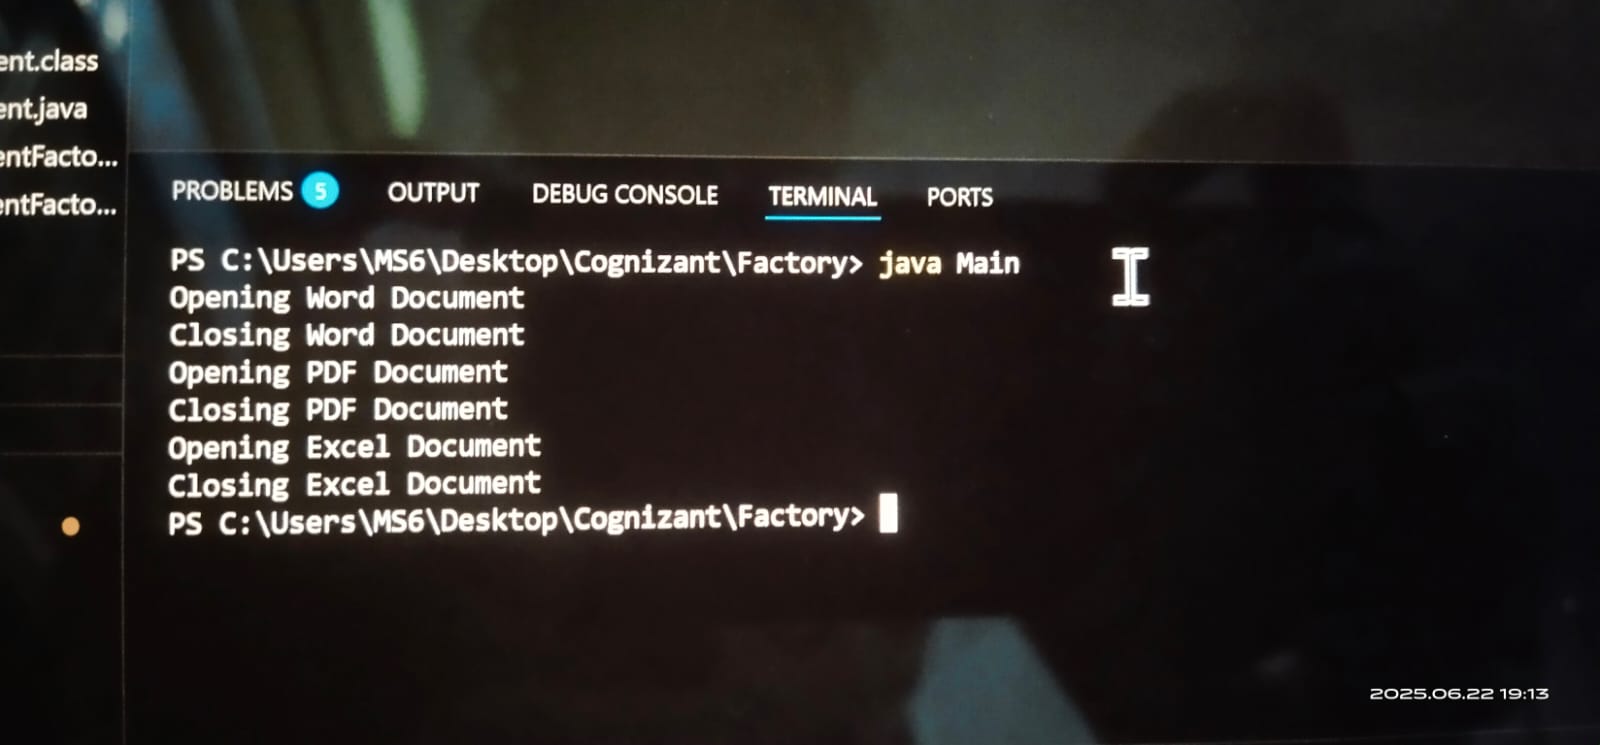 ent.class
ent.java
entFacto...
entFacto...
PROBLEMS 5 OUTPUT DEBUG CONSOLE TERMINAL PORTS
PS C:\Users\MS6\Desktop\Cognizant\Factory> java Main
Opening Word Document
Closing Word Document
Opening PDF Document
Closing PDF Document
Opening Excel Document
Closing Excel Document
PS C:\Users\MS6\Desktop\Cognizant\Factory>
2025.06.22 19:13